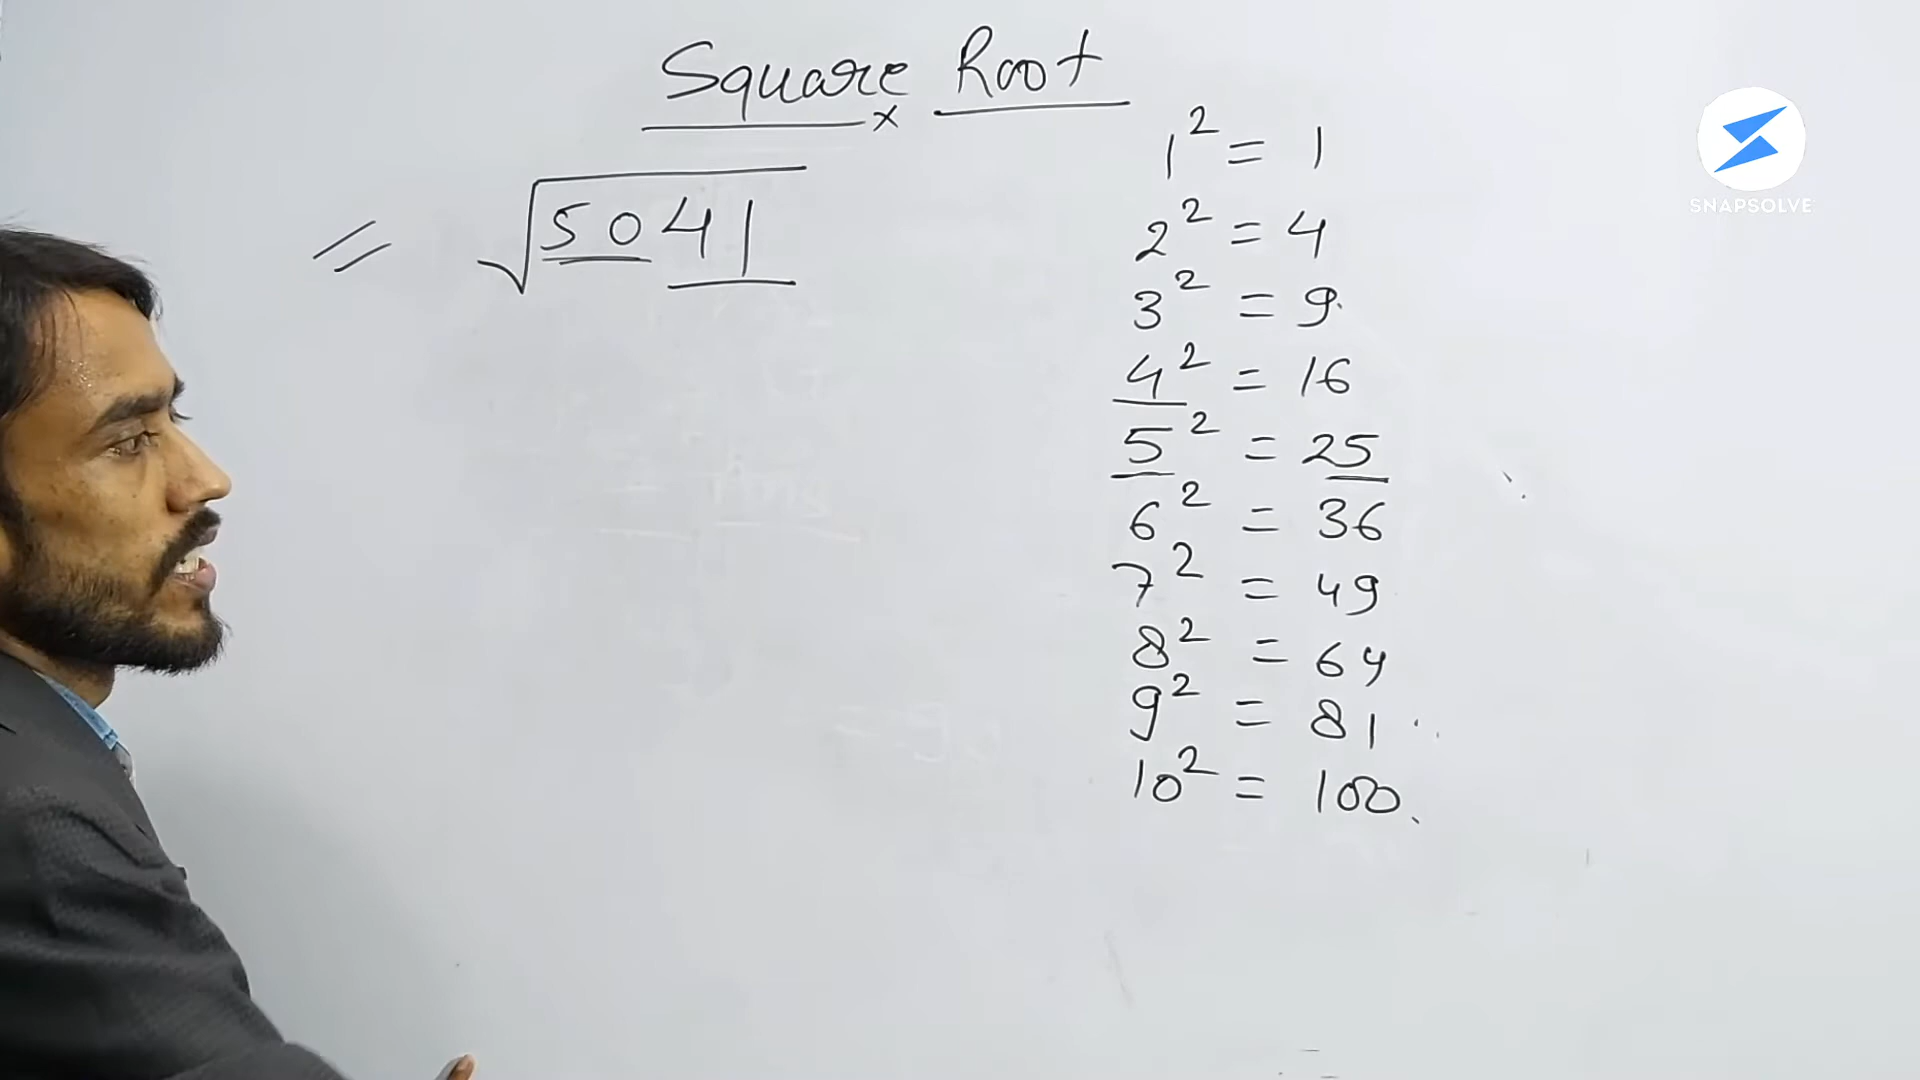 Square Root
×
= √5041
1² = 1
2² = 4
3² = 9
4² = 16
5² = 25
6² = 36
7² = 49
8² = 64
9² = 81
10² = 100
SNAPSOLVE